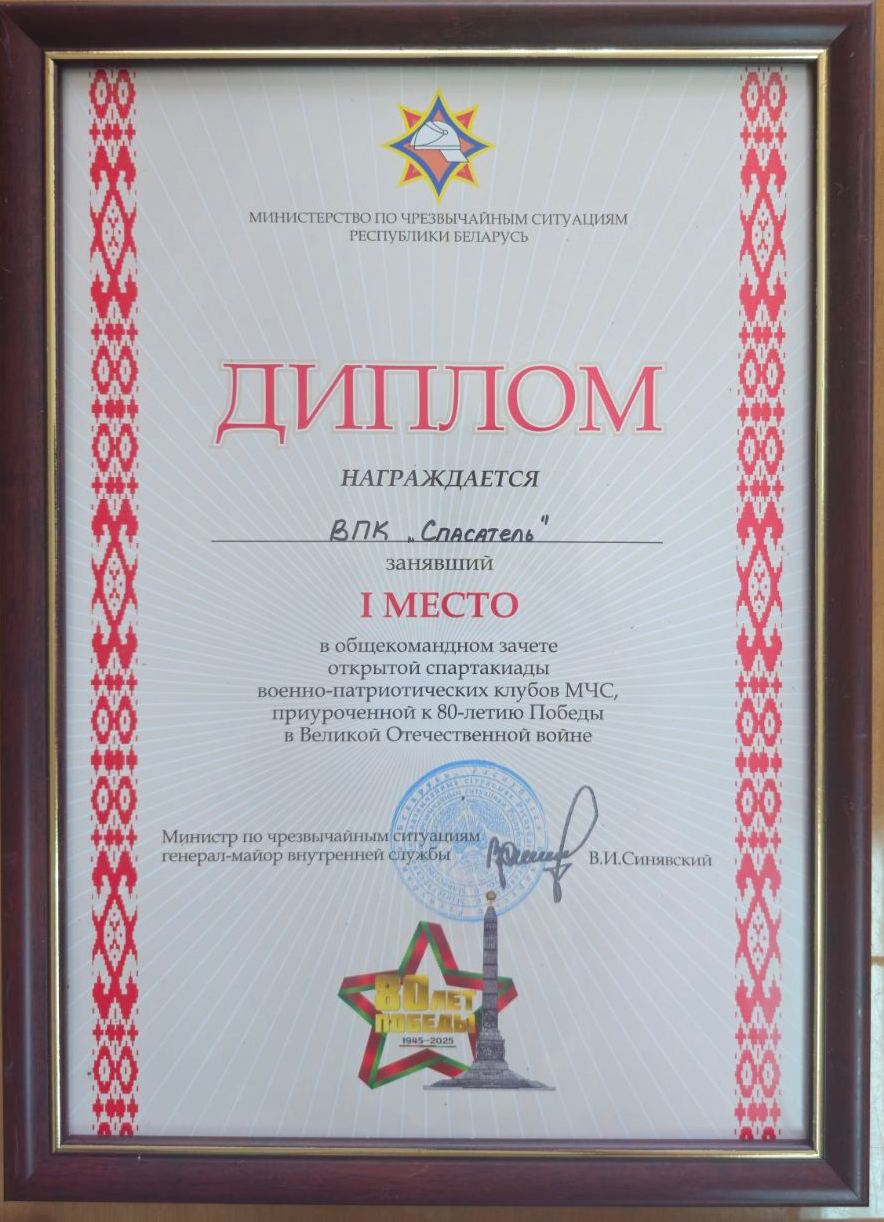 МИНИСТЕРСТВО ПО ЧРЕЗВЫЧАЙНЫМ СИТУАЦИЯМ
РЕСПУБЛИКИ БЕЛАРУСЬ
ДИПЛОМ
НАГРАЖДАЕТСЯ
ВПК „Спасатель"
занявший
I МЕСТО
в общекомандном зачете
открытой спартакиады
военно-патриотических клубов МЧС,
приуроченной к 80-летию Победы
в Великой Отечественной войне
Министр по чрезвычайным ситуациям
генерал-майор внутренней службы
В.И.Синявский
80 ЛЕТ
ПОБЕДЫ
1945–2025